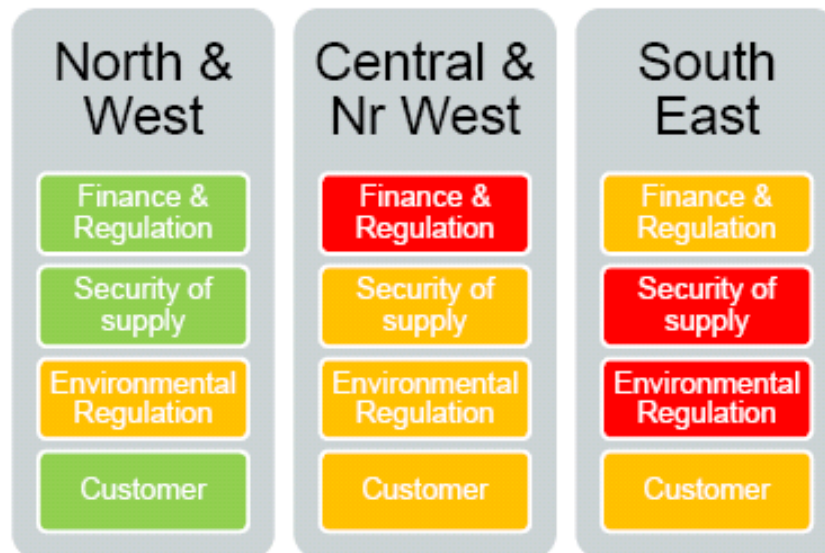 North &
West
Finance &
Regulation
Security of
supply
Environmental
Regulation
Customer
Central &
Nr West
Finance &
Regulation
Security of
supply
Environmental
Regulation
Customer
South
East
Finance &
Regulation
Security of
supply
Environmental
Regulation
Customer